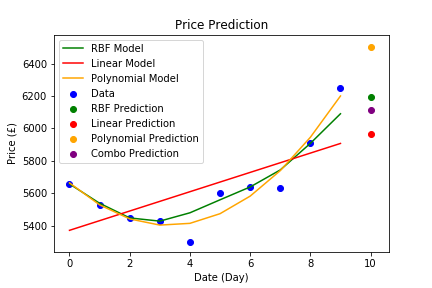 Price Prediction
RBF Model
Linear Model
Polynomial Model
Data
RBF Prediction
Linear Prediction
Polynomial Prediction
Combo Prediction
Price (£)
6400
6200
6000
5800
5600
5400
0 2 4 6 8 10
Date (Day)